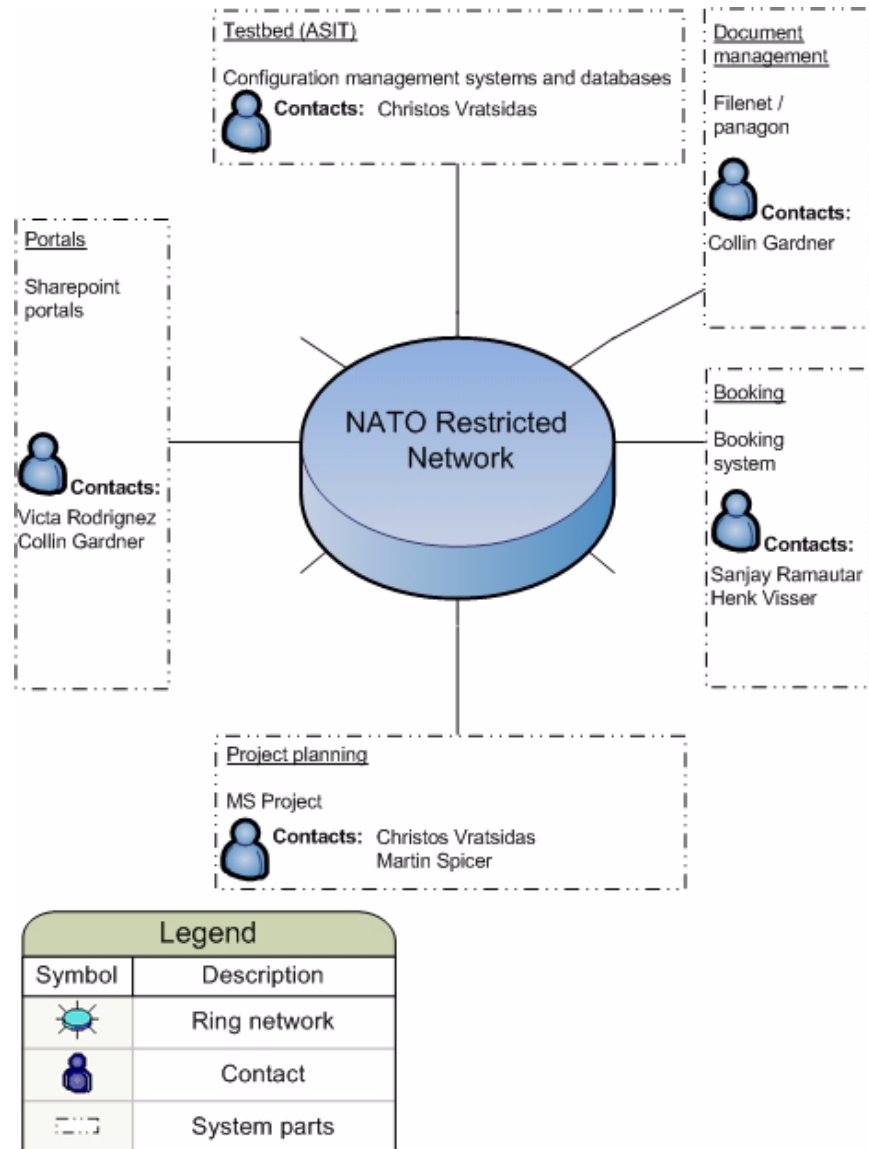 Testbed (ASIT)
Configuration management systems and databases
Contacts: Christos Vratsidas
Document
management
Filenet /
panagon
Contacts:
Collin Gardner
Portals
Sharepoint
portals
Contacts:
Victa Rodrignez
Collin Gardner
NATO Restricted
Network
Booking
Booking
system
Contacts:
Sanjay Ramautar
Henk Visser
Project planning
MS Project
Contacts: Christos Vratsidas
Martin Spicer
Legend
Symbol Description
Ring network
Contact
System parts